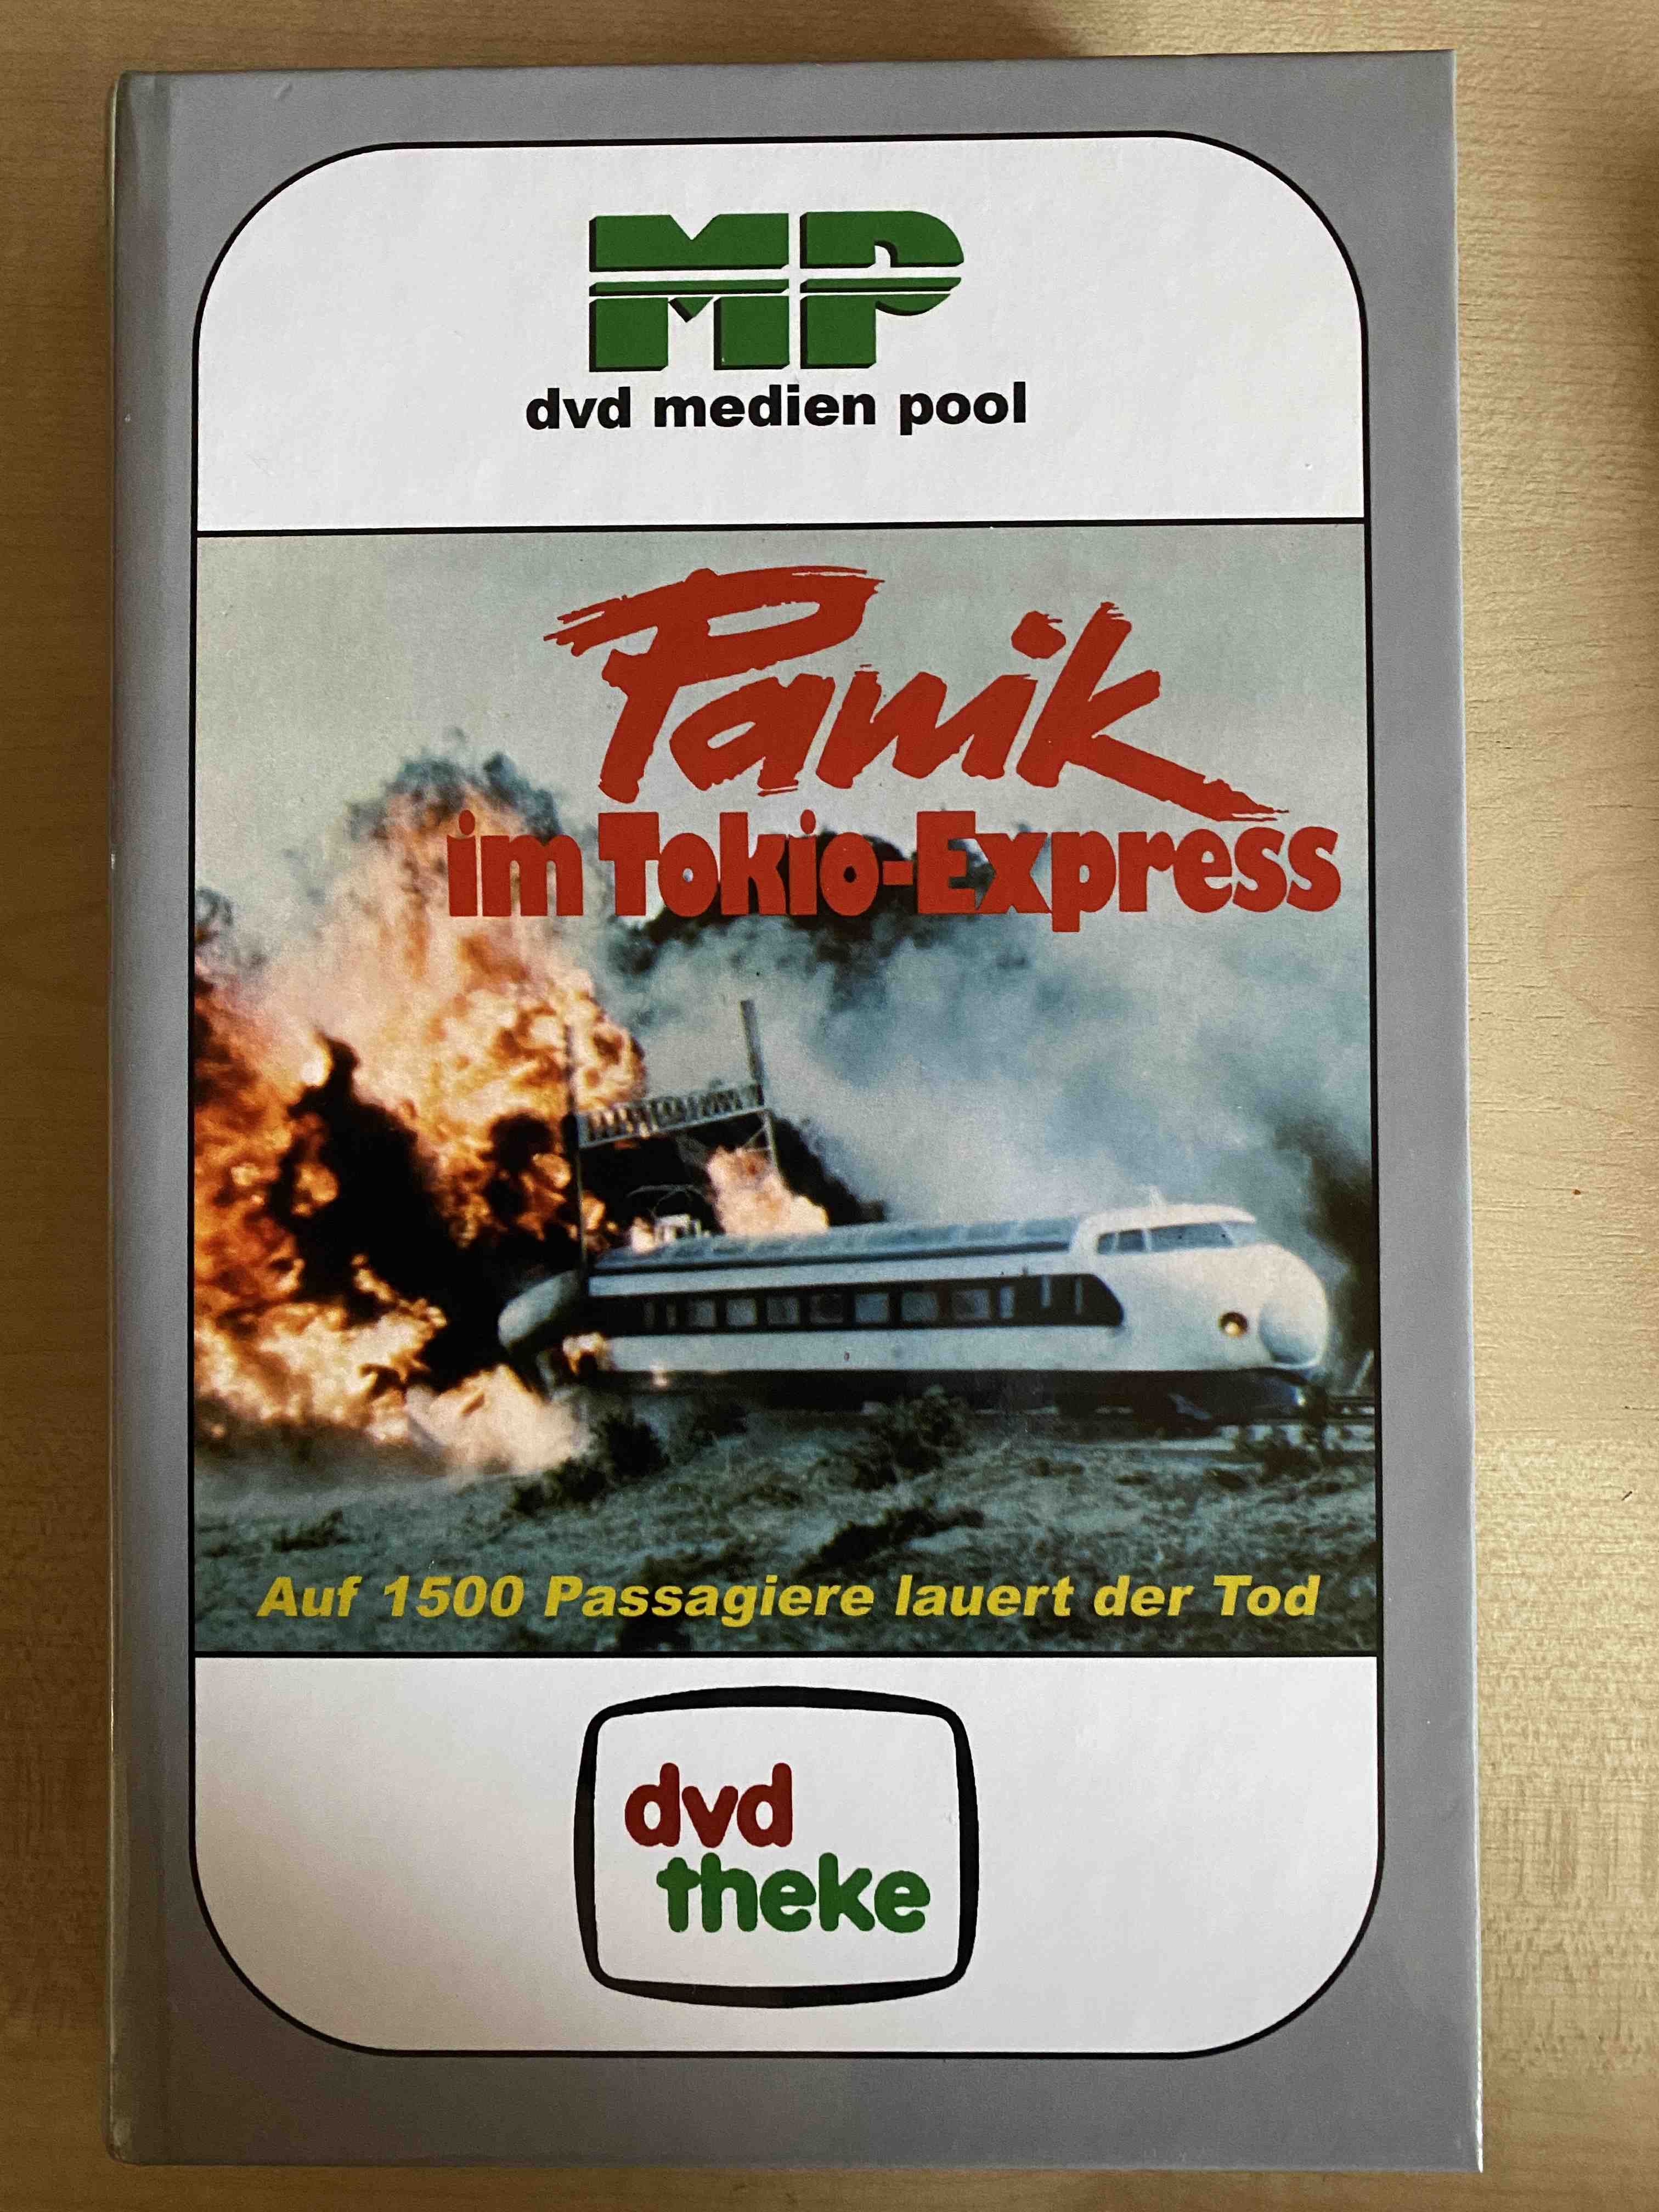 MP
dvd medien pool
Panik
im Tokio-Express
Auf 1500 Passagiere lauert der Tod
dvd
theke